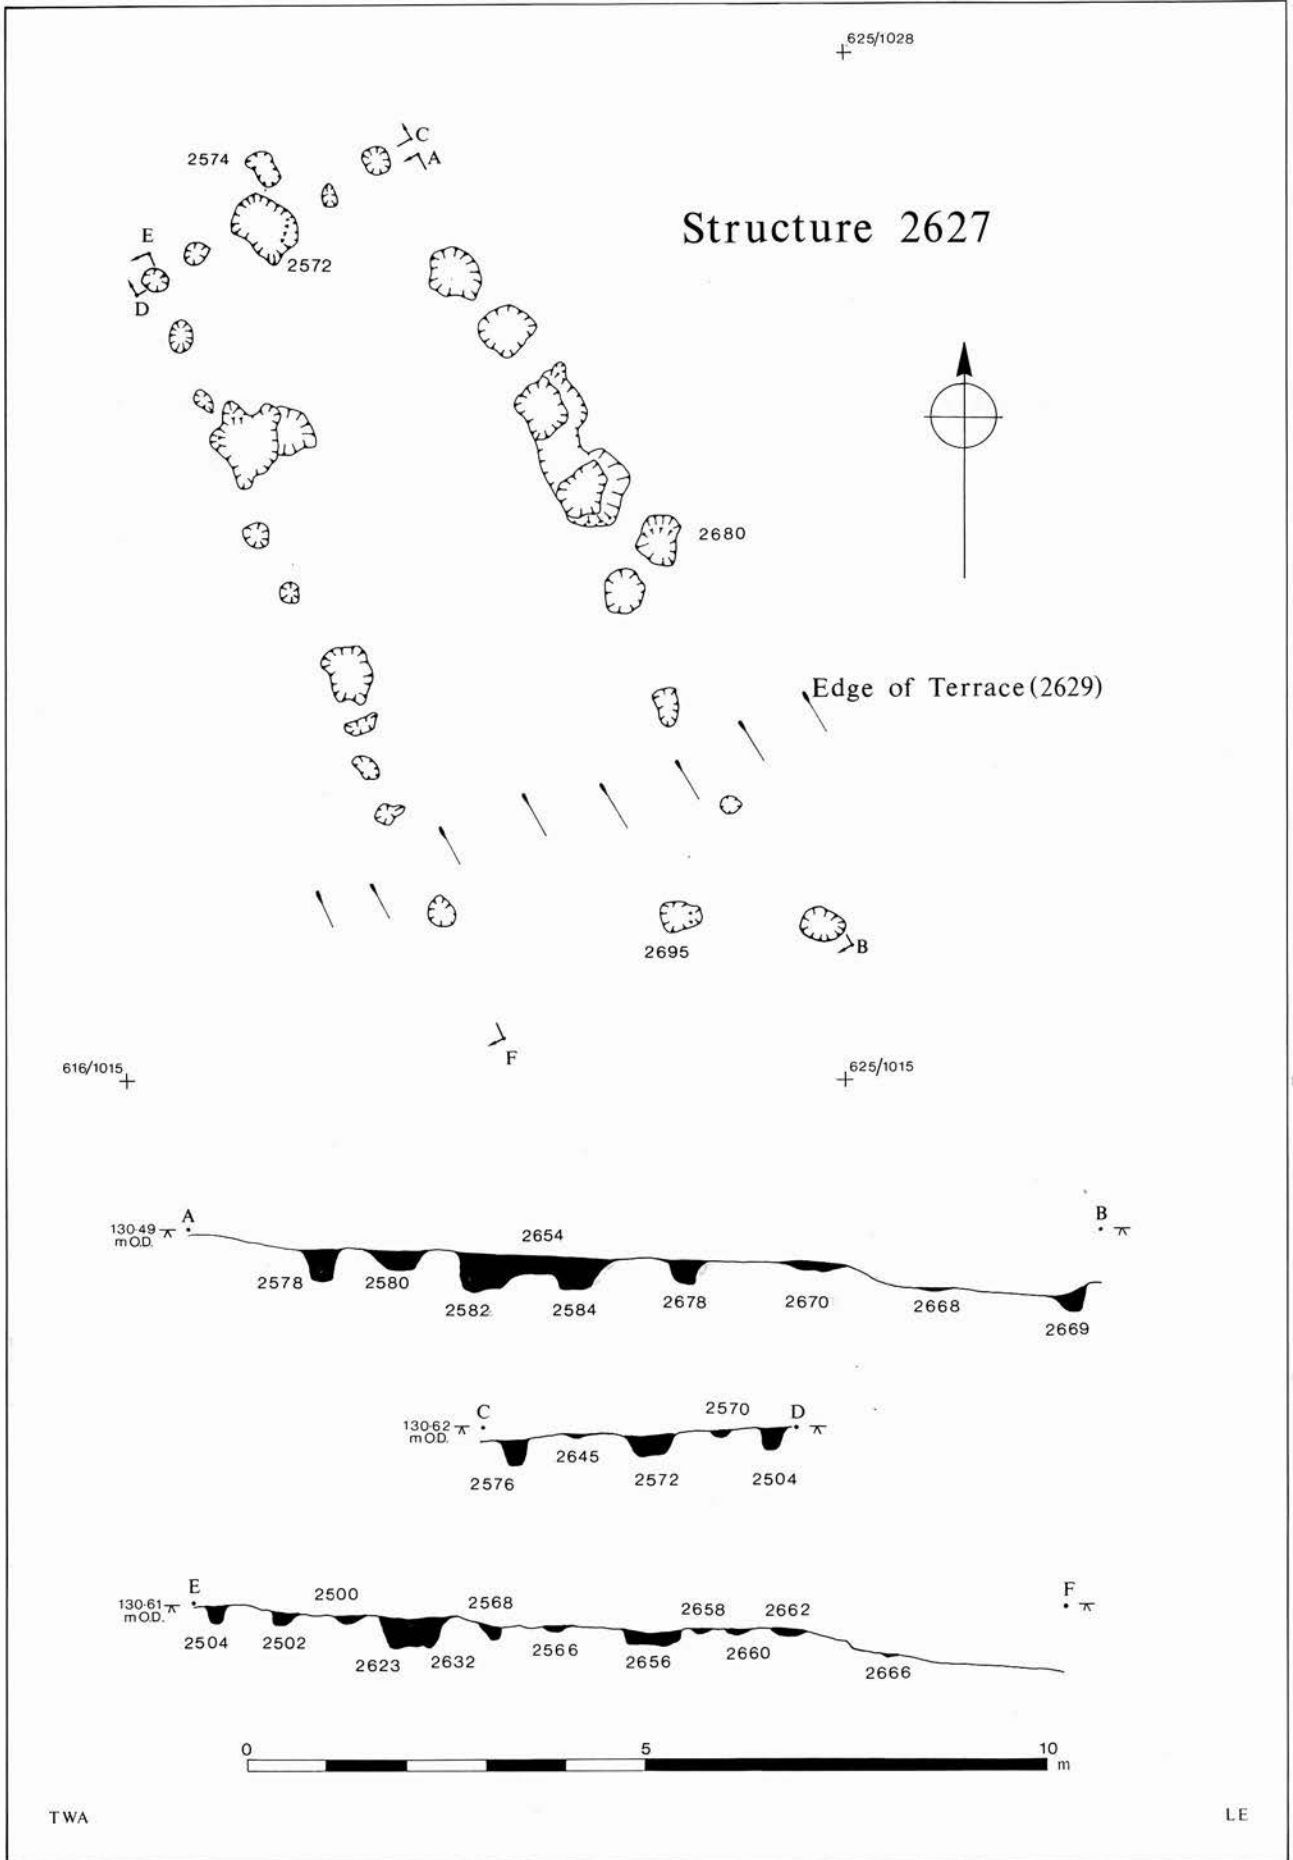 625/1028
C
A
2574
Structure 2627
E
2572
D
2680
Edge of Terrace (2629)
2695
B
F
616/1015
625/1015
A
B
130·49
m O.D.
2654
2578
2580
2582
2584
2678
2670
2668
2669
C
2570
D
130·62
m O.D.
2645
2576
2572
2504
E
F
130·61
m O.D.
2500
2568
2658
2662
2504
2502
2623
2632
2566
2656
2660
2666
0
5
10
m
TWA
LE